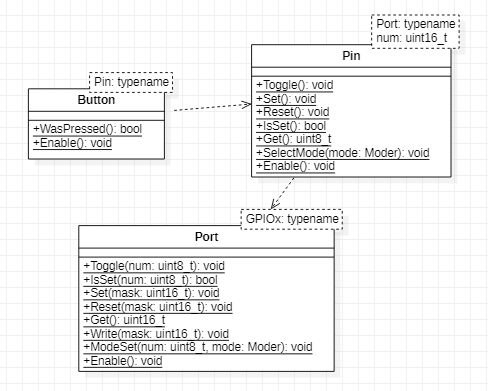 Port: typename
num: uint16_t
Pin
+Toggle(): void
+Set(): void
+Reset(): void
+IsSet(): bool
+Get(): uint8_t
+SelectMode(mode: Moder): void
+Enable(): void
Pin: typename
Button
+WasPressed(): bool
+Enable(): void
GPIOx: typename
Port
+Toggle(num: uint8_t): void
+IsSet(num: uint8_t): bool
+Set(mask: uint16_t): void
+Reset(mask: uint16_t): void
+Get(): uint16_t
+Write(mask: uint16_t): void
+ModeSet(num: uint8_t, mode: Moder): void
+Enable(): void